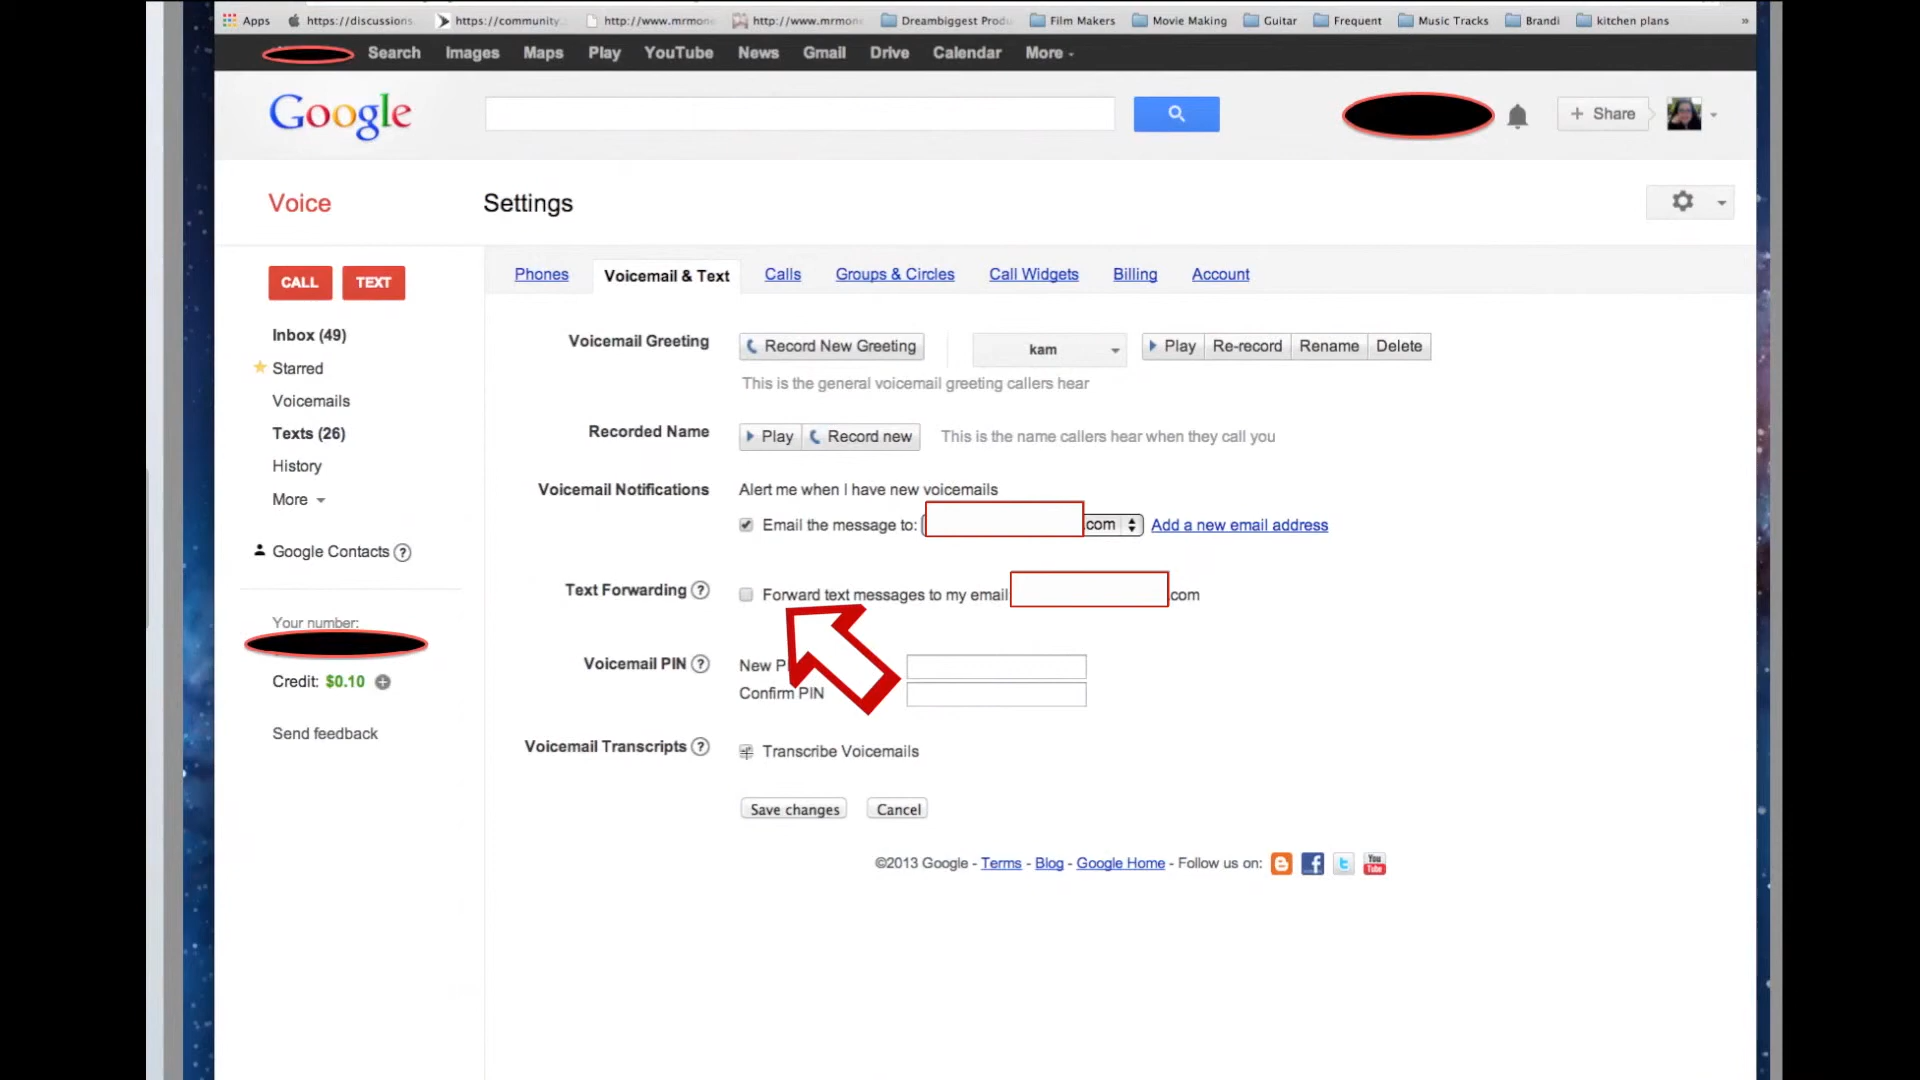 Apps https://discussions. https://community. http://www.mrmone http://www.mrmone Dreambiggest Produ Film Makers Movie Making Guitar Frequent Music Tracks Brandi kitchen plans »
Search Images Maps Play YouTube News Gmail Drive Calendar More
Google
+ Share
Voice Settings
CALL TEXT
Phones Voicemail & Text Calls Groups & Circles Call Widgets Billing Account
Inbox (49)
Starred
Voicemails
Texts (26)
History
More
Google Contacts ?
Your number:
Credit: $0.10 +
Send feedback
Voicemail Greeting Record New Greeting kam Play Re-record Rename Delete
This is the general voicemail greeting callers hear
Recorded Name Play Record new This is the name callers hear when they call you
Voicemail Notifications Alert me when I have new voicemails
Email the message to: .com Add a new email address
Text Forwarding ? Forward text messages to my email com
Voicemail PIN ? New
Confirm PIN
Voicemail Transcripts ? Transcribe Voicemails
Save changes Cancel
©2013 Google - Terms - Blog - Google Home - Follow us on: You Tube